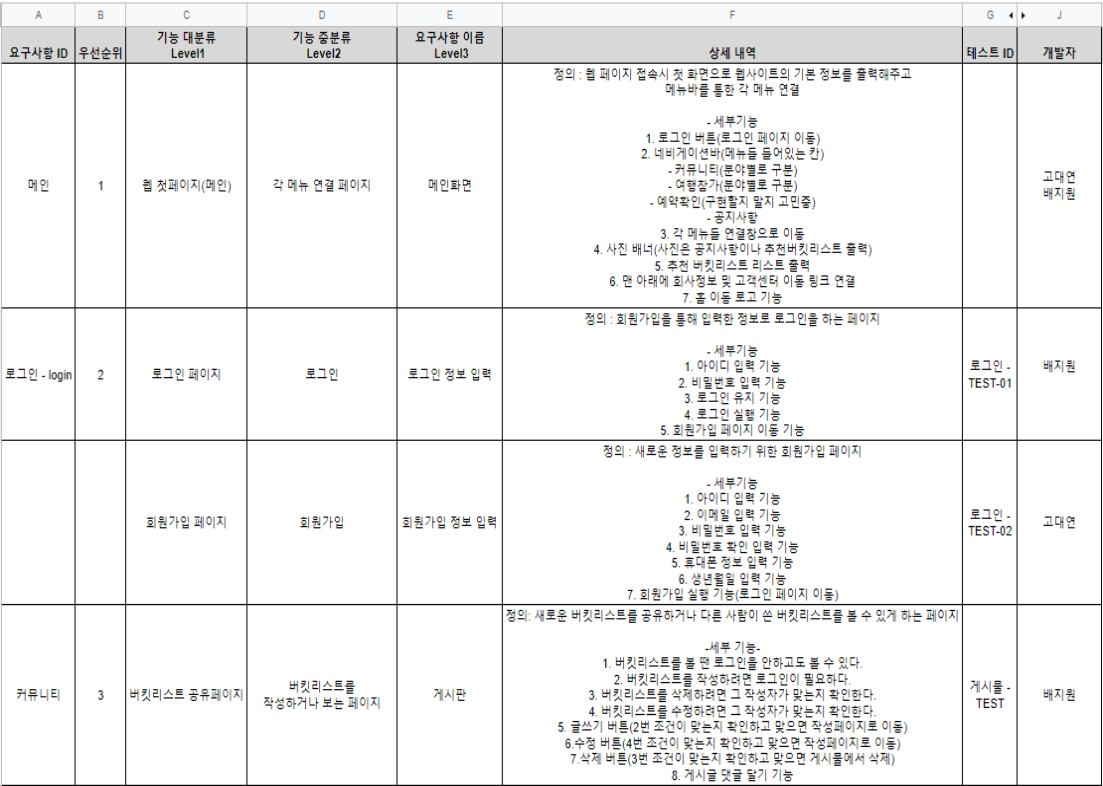 A B C D E F G J
요구사항 ID 우선순위 기능 대분류 Level1 기능 중분류 Level2 요구사항 이름 Level3 상세 내역 테스트 ID 개발자
메인 1 웹 첫페이지(메인) 각 메뉴 연결 페이지 메인화면
정의 : 웹 페이지 접속시 첫 화면으로 웹사이트의 기본 정보를 출력해주고
메뉴바를 통한 각 메뉴 연결
- 세부기능
1. 로그인 버튼(로그인 페이지 이동)
2. 네비게이션바(메뉴들 들어있는 칸)
- 커뮤니티(분야별로 구분)
- 여행참가(분야별로 구분)
- 예약확인(구현할지 말지 고민중)
- 공지사항
3. 각 메뉴들 연결창으로 이동
4. 사진 배너(사진은 공지사항이나 추천버킷리스트 출력)
5. 추천 버킷리스트 리스트 출력
6. 맨 아래에 회사정보 및 고객센터 이동 링크 연결
7. 홈 이동 로고 기능
고대연
배지원
로그인 - login 2 로그인 페이지 로그인 로그인 정보 입력
정의 : 회원가입을 통해 입력한 정보로 로그인을 하는 페이지
- 세부기능
1. 아이디 입력 기능
2. 비밀번호 입력 기능
3. 로그인 유지 기능
4. 로그인 실행 기능
5. 회원가입 페이지 이동 기능
로그인 -
TEST-01
배지원
회원가입 페이지 회원가입 회원가입 정보 입력
정의 : 새로운 정보를 입력하기 위한 회원가입 페이지
- 세부기능
1. 아이디 입력 기능
2. 이메일 입력 기능
3. 비밀번호 입력 기능
4. 비밀번호 확인 입력 기능
5. 휴대폰 정보 입력 기능
6. 생년월일 입력 기능
7. 회원가입 실행 기능(로그인 페이지 이동)
로그인 -
TEST-02
고대연
커뮤니티 3 버킷리스트 공유페이지
버킷리스트를
작성하거나 보는 페이지
게시판
정의: 새로운 버킷리스트를 공유하거나 다른 사람이 쓴 버킷리스트를 볼 수 있게 하는 페이지
-세부 기능-
1. 버킷리스트를 볼 땐 로그인을 안하고도 볼 수 있다.
2. 버킷리스트를 작성하려면 로그인이 필요하다.
3. 버킷리스트를 삭제하려면 그 작성자가 맞는지 확인한다.
4. 버킷리스트를 수정하려면 그 작성자가 맞는지 확인한다.
5. 글쓰기 버튼(2번 조건이 맞는지 확인하고 맞으면 작성페이지로 이동)
6.수정 버튼(4번 조건이 맞는지 확인하고 맞으면 작성페이지로 이동)
7.삭제 버튼(3번 조건이 맞는지 확인하고 맞으면 게시물에서 삭제)
8. 게시글 댓글 달기 기능
게시물 -
TEST
배지원